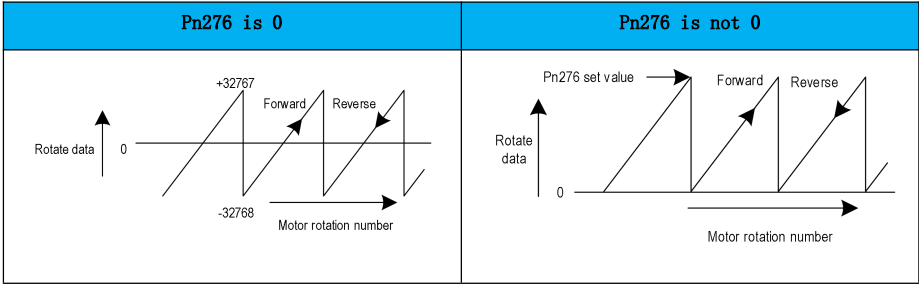 Pn276 is 0
Pn276 is not 0
+32767
Forward
Reverse
Rotate data
0
-32768
Motor rotation number
Pn276 set value
Forward
Reverse
Rotate
data
0
Motor rotation number